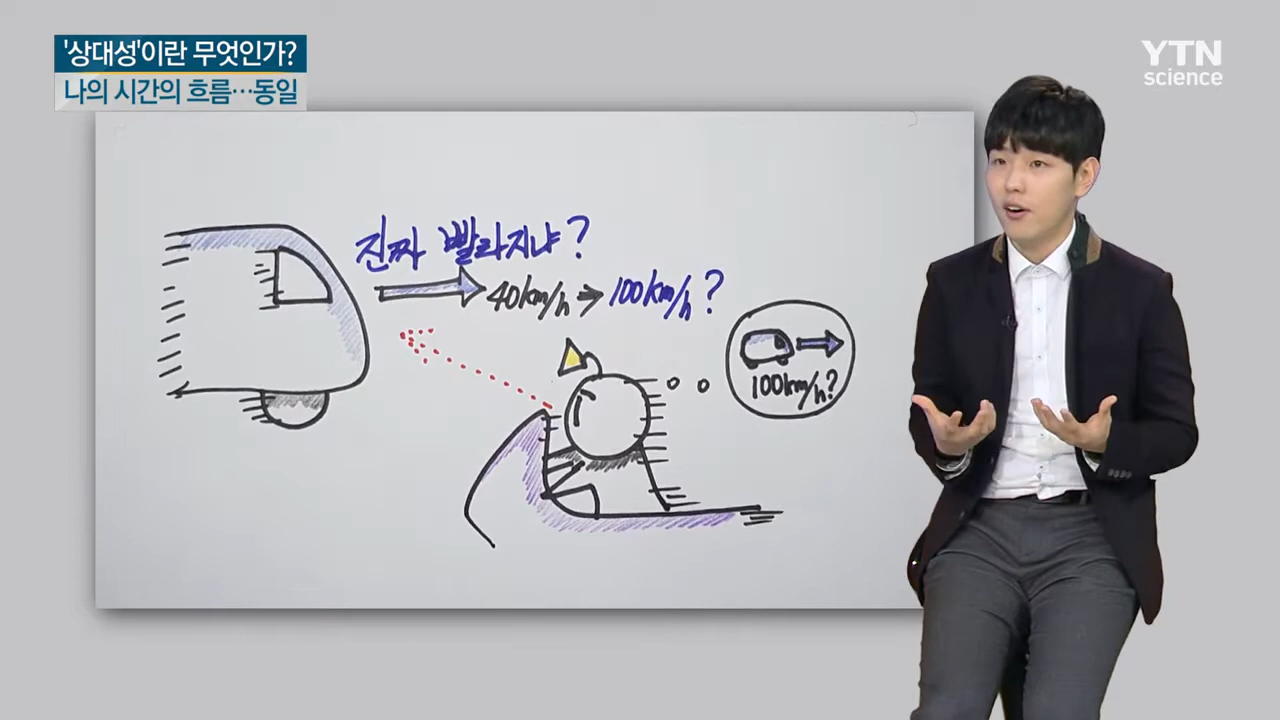 '상대성'이란 무엇인가?
나의 시간의 흐름…동일
YTN
science
진짜 빨라지냐?
40km/h → 100km/h?
100km/h?